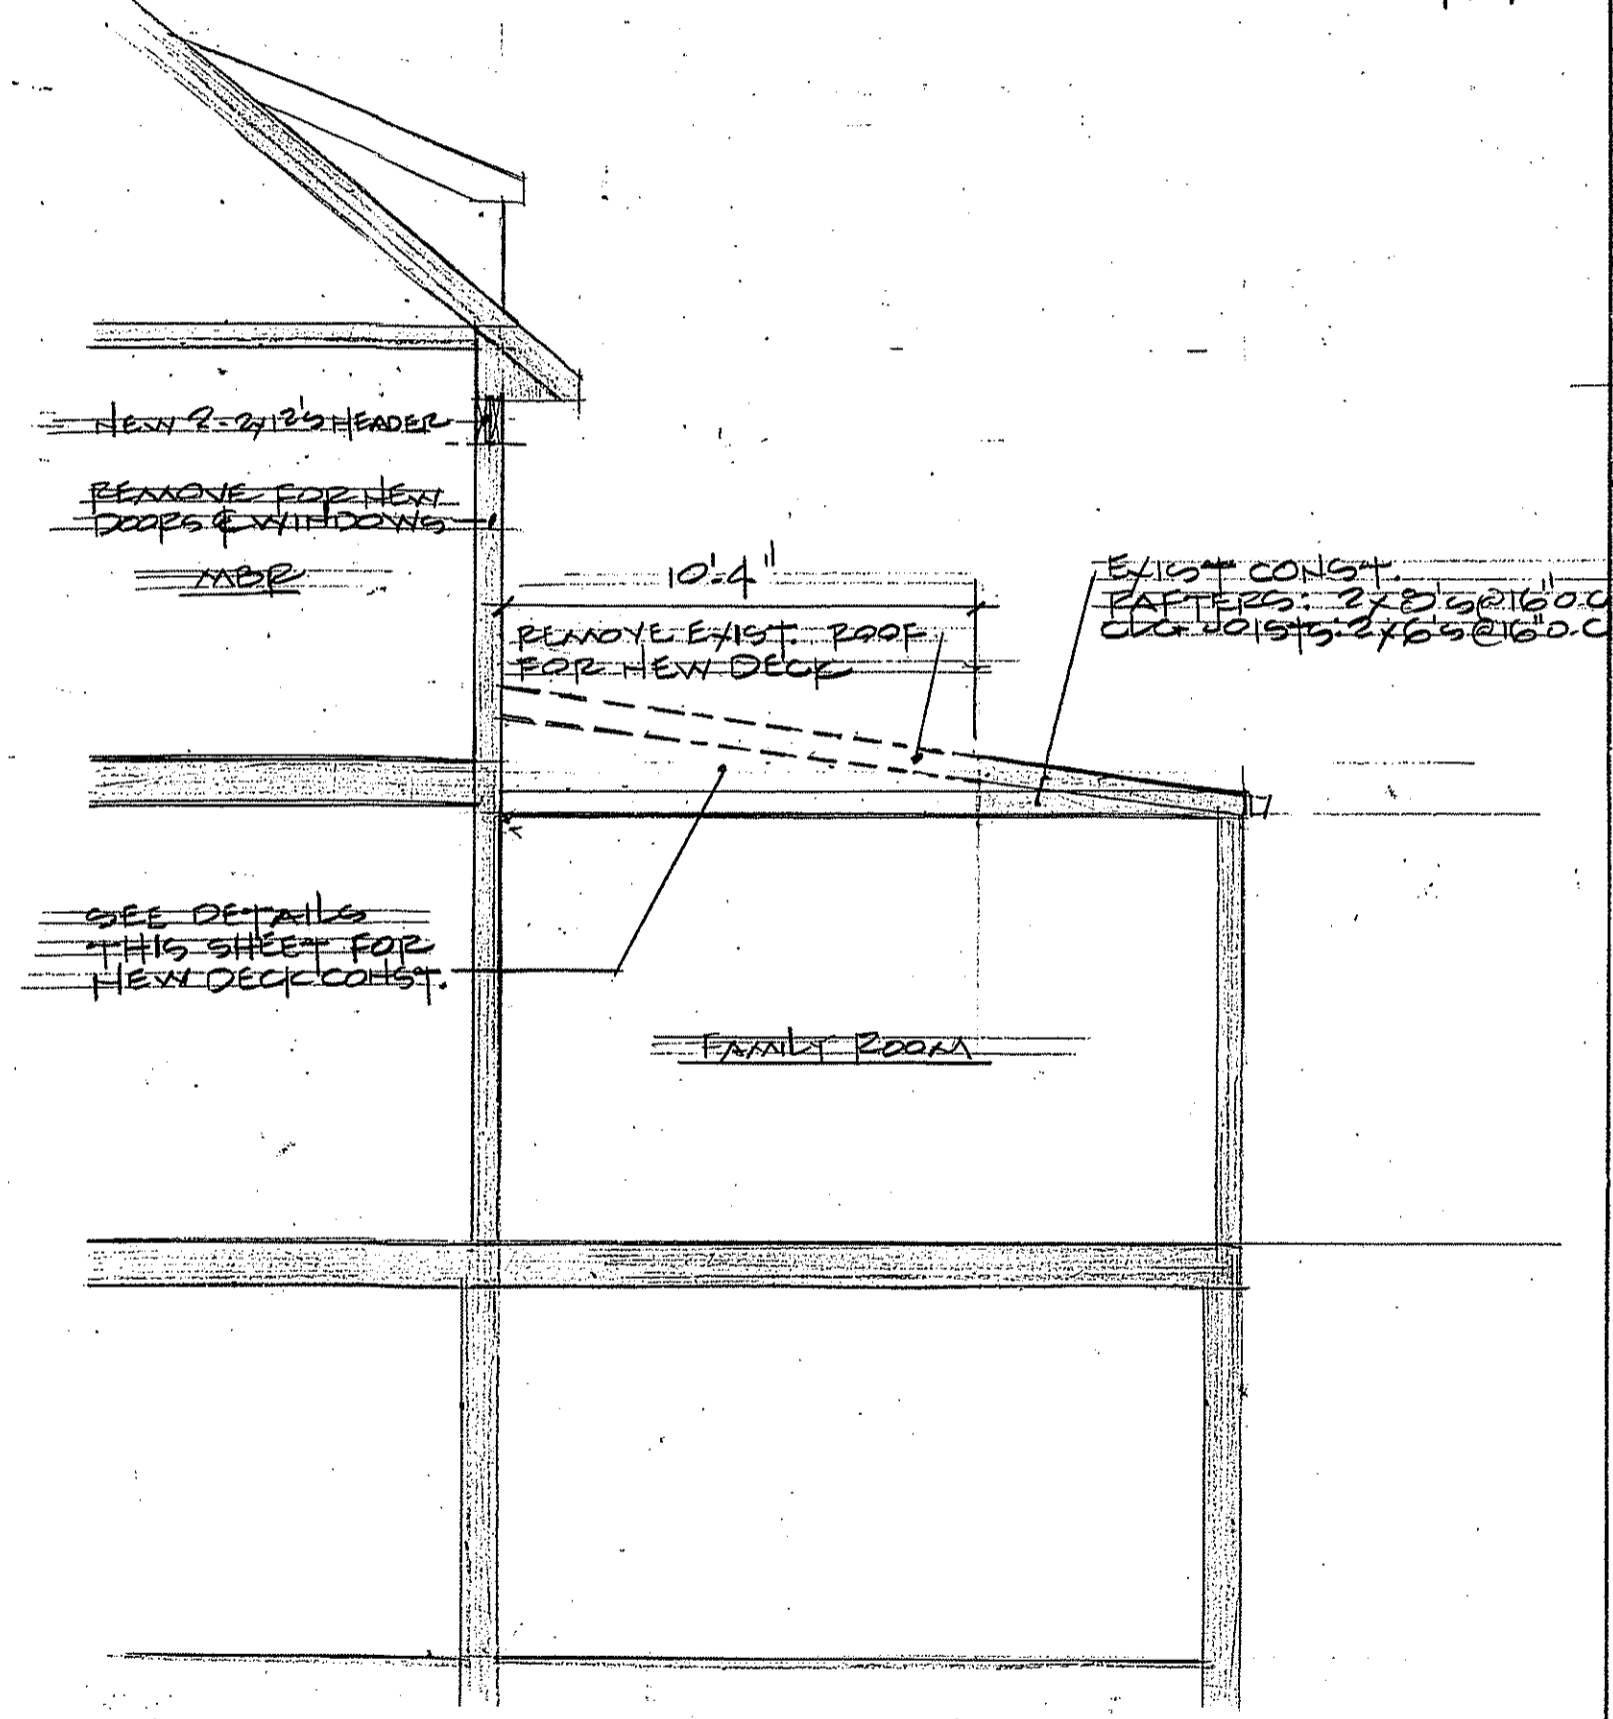 NEW 2-2x12'S HEADER
REMOVE FOR NEW
DOORS & WINDOWS
MBR
10'-4"
REMOVE EXIST. ROOF
FOR NEW DECK
EXIST CONST.
RAFTERS: 2x8'S@16"O.C
CLG. JOISTS: 2x6'S@16"O.C
SEE DETAILS
THIS SHEET FOR
NEW DECK CONST.
FAMILY ROOM